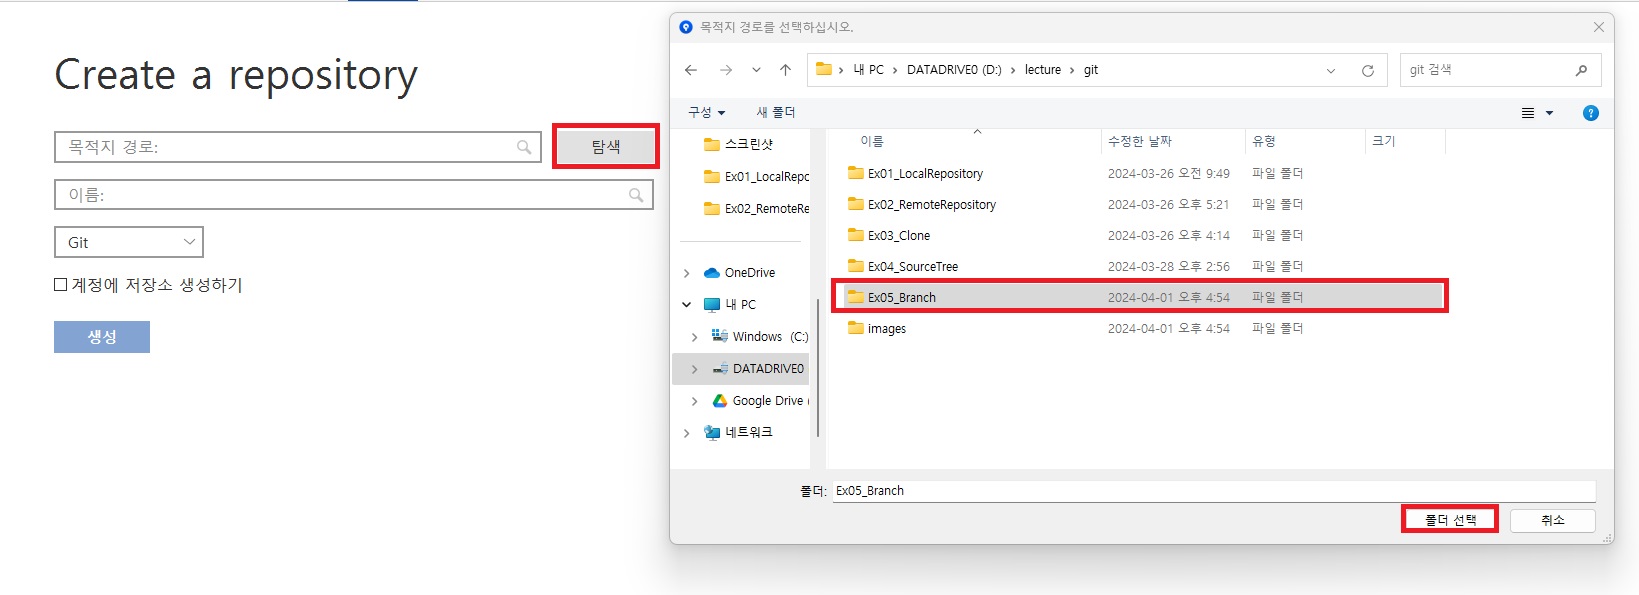 Create a repository
목적지 경로:
탐색
이름:
Git
계정에 저장소 생성하기
생성
목적지 경로를 선택하십시오.
내 PC > DATADRIVE0 (D:) > lecture > git
git 검색
구성
새 폴더
스크린샷
Ex01_LocalRepo
Ex02_RemoteRe
OneDrive
내 PC
Windows (C:)
DATADRIVE0
Google Drive (
네트워크
이름 수정한 날짜 유형 크기
Ex01_LocalRepository 2024-03-26 오전 9:49 파일 폴더
Ex02_RemoteRepository 2024-03-26 오후 5:21 파일 폴더
Ex03_Clone 2024-03-26 오후 4:14 파일 폴더
Ex04_SourceTree 2024-03-28 오후 2:56 파일 폴더
Ex05_Branch 2024-04-01 오후 4:54 파일 폴더
images 2024-04-01 오후 4:54 파일 폴더
폴더: Ex05_Branch
폴더 선택
취소